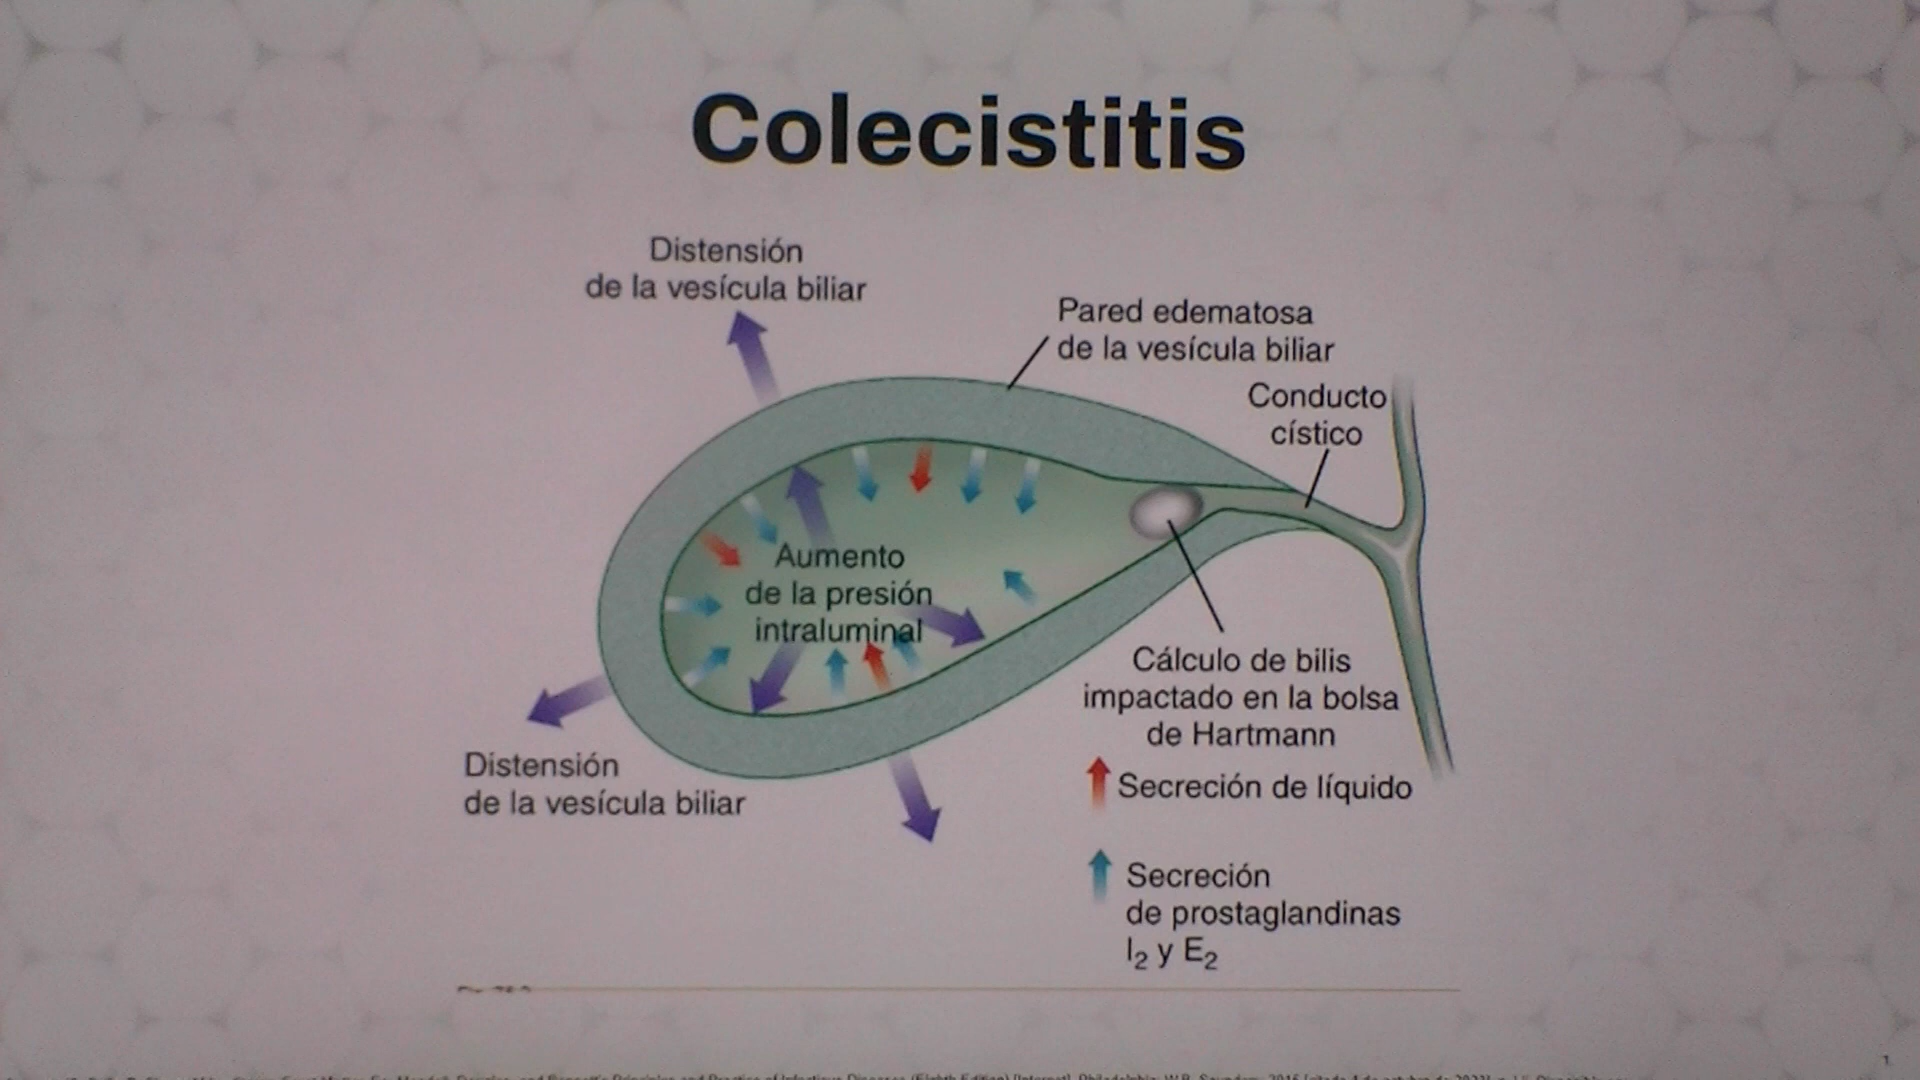 Colecistitis
Distensión
de la vesícula biliar
Pared edematosa
de la vesícula biliar
Conducto
cístico
Aumento
de la presión
intraluminal
Cálculo de bilis
impactado en la bolsa
de Hartmann
Distensión
de la vesícula biliar
Secreción de líquido
Secreción
de prostaglandinas
I₂ y E₂
1